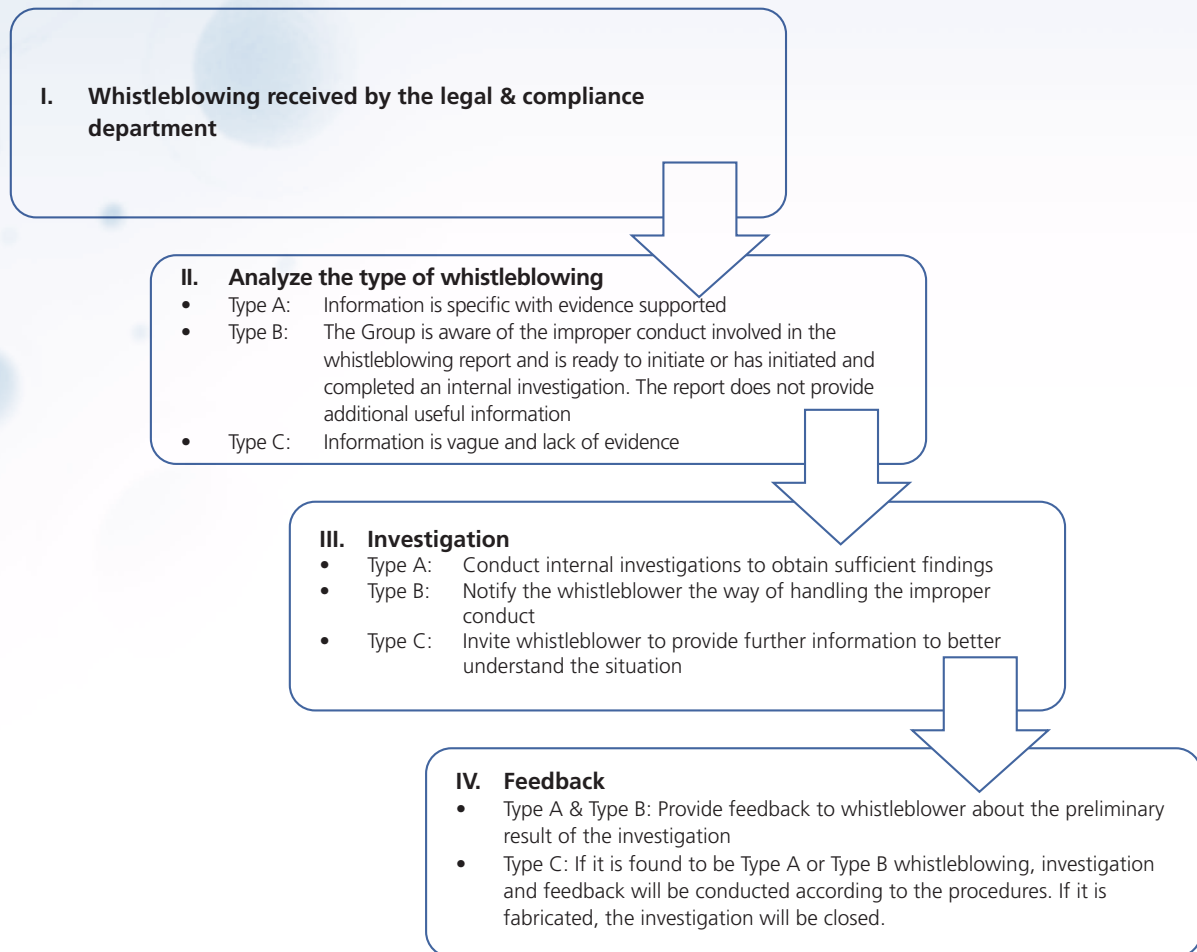 I. Whistleblowing received by the legal & compliance
department
II. Analyze the type of whistleblowing
• Type A: Information is specific with evidence supported
• Type B: The Group is aware of the improper conduct involved in the
whistleblowing report and is ready to initiate or has initiated and
completed an internal investigation. The report does not provide
additional useful information
• Type C: Information is vague and lack of evidence
III. Investigation
• Type A: Conduct internal investigations to obtain sufficient findings
• Type B: Notify the whistleblower the way of handling the improper
conduct
• Type C: Invite whistleblower to provide further information to better
understand the situation
IV. Feedback
• Type A & Type B: Provide feedback to whistleblower about the preliminary
result of the investigation
• Type C: If it is found to be Type A or Type B whistleblowing, investigation
and feedback will be conducted according to the procedures. If it is
fabricated, the investigation will be closed.